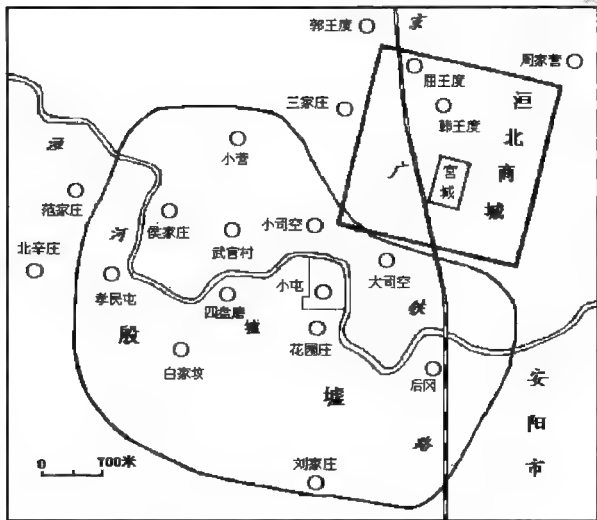 郭王度
京
周家营
屈王度
三家庄
韩王度
洹北商城
宫城
广
小营
洹
范家庄
侯家庄
河
小司空
武官村
北辛庄
大司空
孝民屯
小屯
四盘磨
铁
殷
墟
花园庄
白家坟
后冈
安阳市
墟
路
刘家庄
0 700米